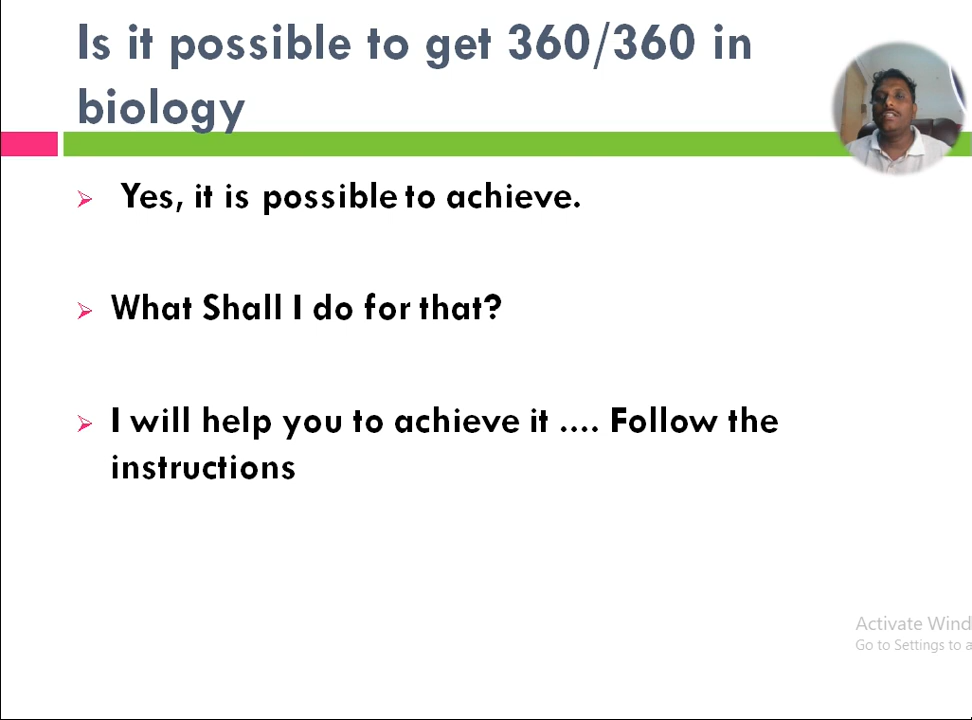 Is it possible to get 360/360 in
biology
Yes, it is possible to achieve.
What Shall I do for that?
I will help you to achieve it .... Follow the
instructions
Activate Wind
Go to Settings to a